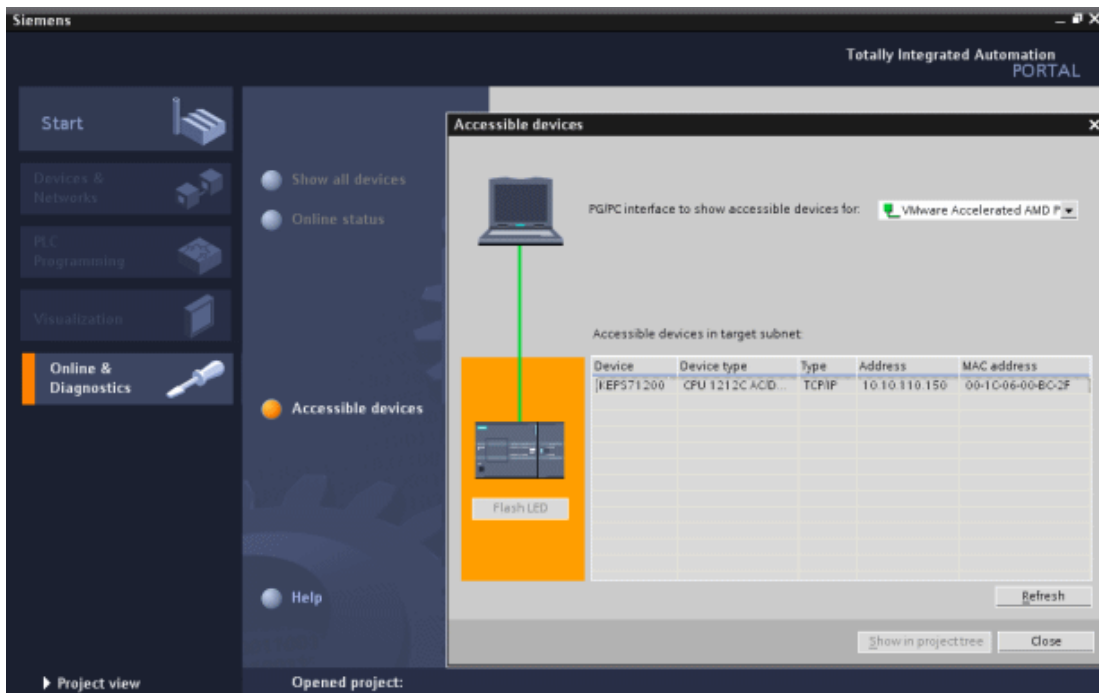 Siemens
Totally Integrated Automation
PORTAL
Start
Devices &
Networks
PLC
Programming
Visualization
Online &
Diagnostics
Show all devices
Online status
Accessible devices
Help
Accessible devices
PG/PC interface to show accessible devices for:
VMware Accelerated AMD P
Accessible devices in target subnet:
Device Device type Type Address MAC address
KEPS71200 CPU 1212C AC/D... TCP/IP 10.10.110.150 00-1C-06-00-BC-2F
Flash LED
Refresh
Show in project tree Close
Project view
Opened project: